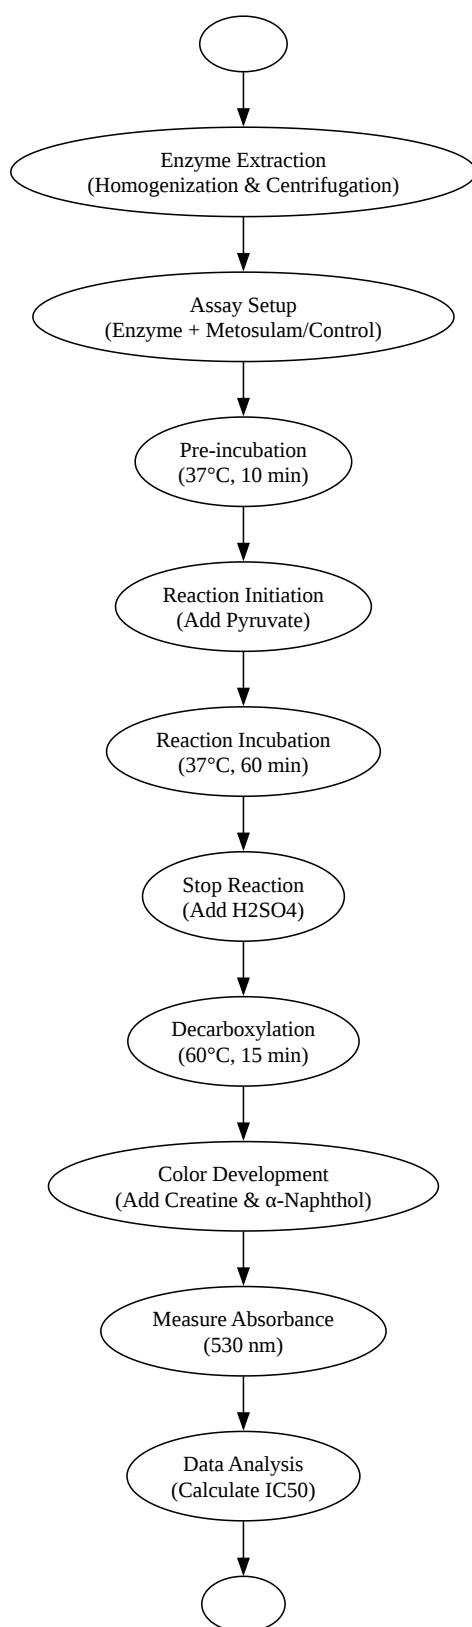 Enzyme Extraction
(Homogenization & Centrifugation)
Assay Setup
(Enzyme + Metosulam/Control)
Pre-incubation
(37°C, 10 min)
Reaction Initiation
(Add Pyruvate)
Reaction Incubation
(37°C, 60 min)
Stop Reaction
(Add H2SO4)
Decarboxylation
(60°C, 15 min)
Color Development
(Add Creatine & α-Naphthol)
Measure Absorbance
(530 nm)
Data Analysis
(Calculate IC50)